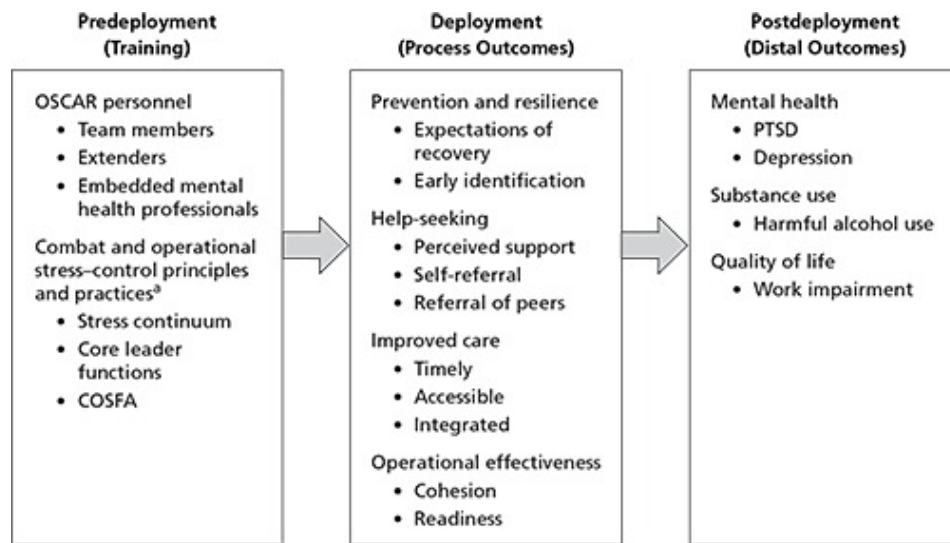 Predeployment
(Training)
OSCAR personnel
• Team members
• Extenders
• Embedded mental
health professionals
Combat and operational
stress–control principles
and practicesª
• Stress continuum
• Core leader
functions
• COSFA
Deployment
(Process Outcomes)
Prevention and resilience
• Expectations of
recovery
• Early identification
Help-seeking
• Perceived support
• Self-referral
• Referral of peers
Improved care
• Timely
• Accessible
• Integrated
Operational effectiveness
• Cohesion
• Readiness
Postdeployment
(Distal Outcomes)
Mental health
• PTSD
• Depression
Substance use
• Harmful alcohol use
Quality of life
• Work impairment